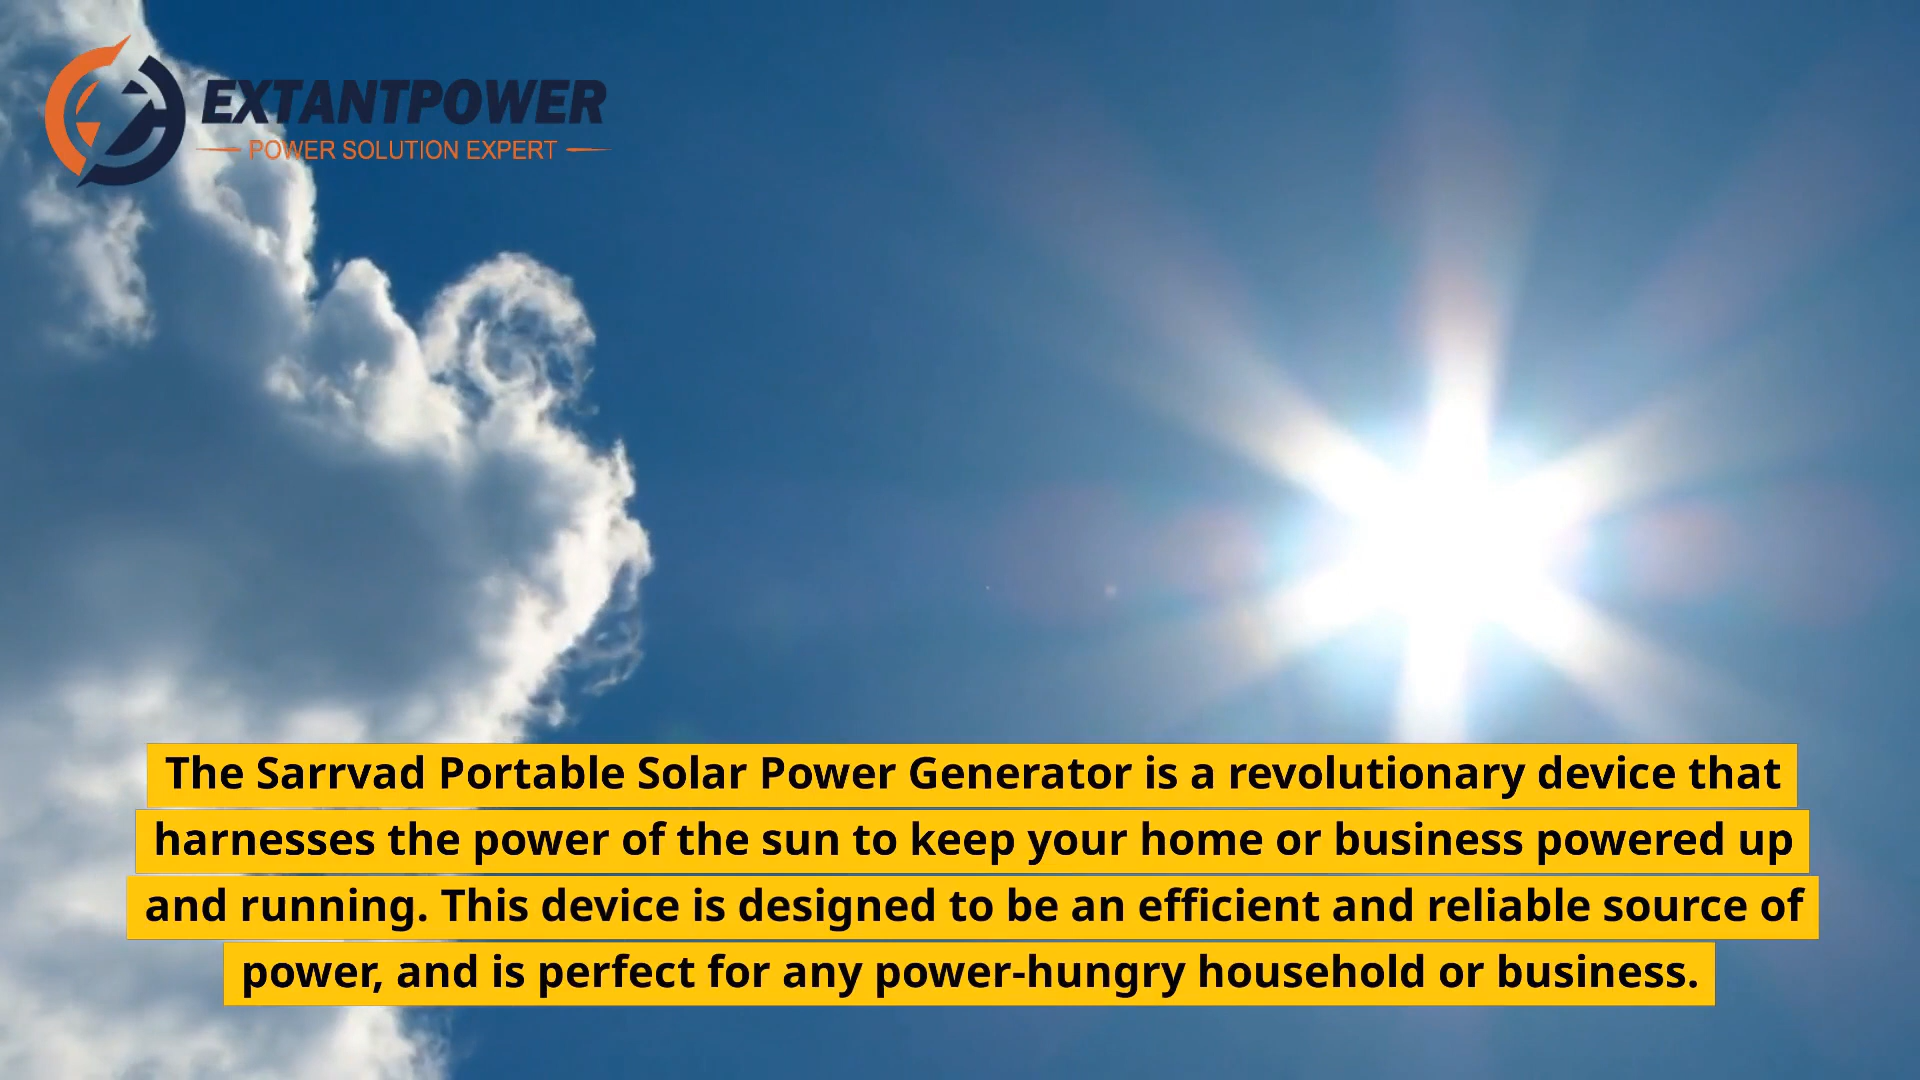 EXTANTPOWER
POWER SOLUTION EXPERT
The Sarrvad Portable Solar Power Generator is a revolutionary device that
harnesses the power of the sun to keep your home or business powered up
and running. This device is designed to be an efficient and reliable source of
power, and is perfect for any power-hungry household or business.